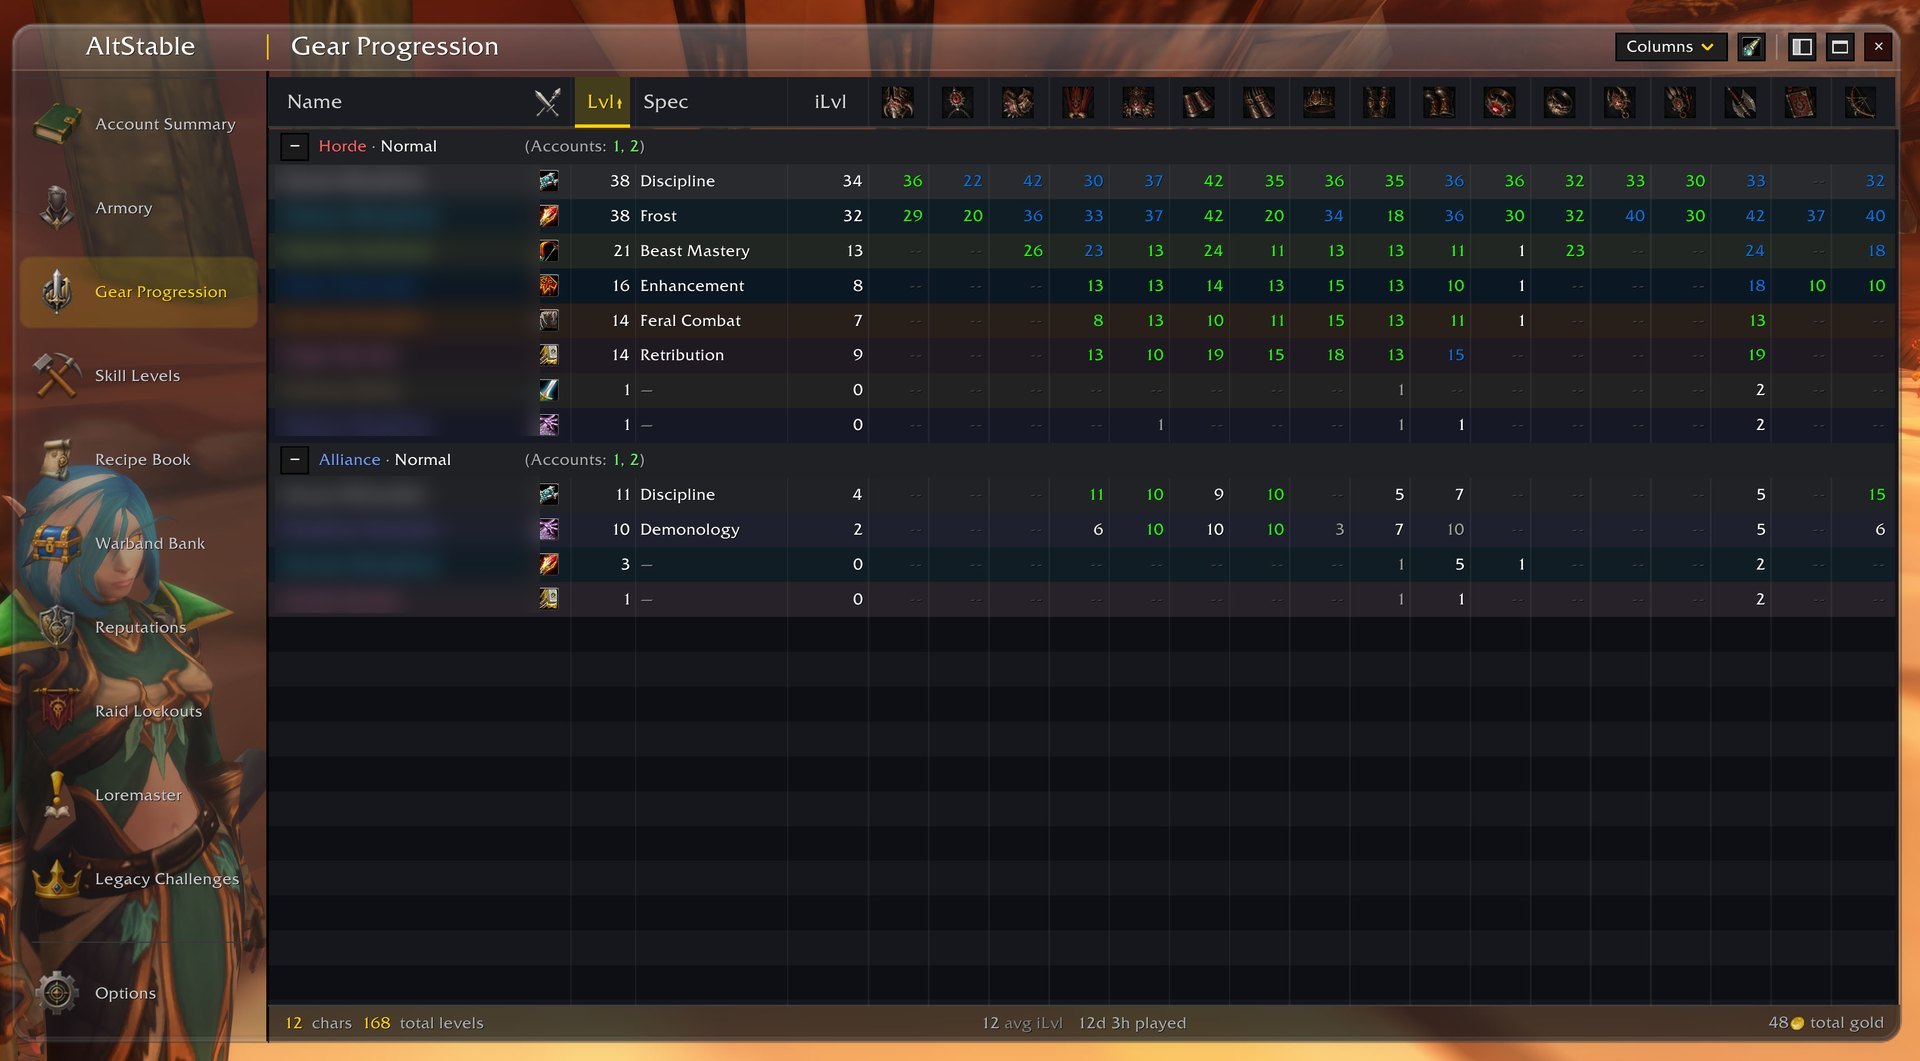 AltStable
Gear Progression
Columns
Account Summary
Armory
Gear Progression
Skill Levels
Recipe Book
Warband Bank
Reputations
Raid Lockouts
Loremaster
Legacy Challenges
Options
Name Lvl Spec iLvl
Horde · Normal (Accounts: 1, 2)
38 Discipline 34 36 22 42 30 37 42 35 36 35 36 36 32 33 30 33 -- 32
38 Frost 32 29 20 36 33 37 42 20 34 18 36 30 32 40 30 42 37 40
21 Beast Mastery 13 -- -- 26 23 13 24 11 13 13 11 1 23 -- -- 24 -- 18
16 Enhancement 8 -- -- -- 13 13 14 13 15 13 10 1 -- -- -- 18 10 10
14 Feral Combat 7 -- -- -- 8 13 10 11 15 13 11 1 -- -- -- 13 -- --
14 Retribution 9 -- -- -- 13 10 19 15 18 13 15 -- -- -- -- 19 -- --
1 — 0 -- -- -- -- -- -- -- -- 1 -- -- -- -- -- 2 -- --
1 — 0 -- -- -- -- 1 -- -- -- 1 1 -- -- -- -- 2 -- --
Alliance · Normal (Accounts: 1, 2)
11 Discipline 4 -- -- -- 11 10 9 10 -- 5 7 -- -- -- -- 5 -- 15
10 Demonology 2 -- -- -- 6 10 10 10 3 7 10 -- -- -- -- 5 -- 6
3 — 0 -- -- -- -- -- -- -- -- 1 5 1 -- -- -- 2 -- --
1 — 0 -- -- -- -- -- -- -- -- 1 1 -- -- -- -- 2 -- --
12 chars 168 total levels
12 avg iLvl 12d 3h played
48 total gold